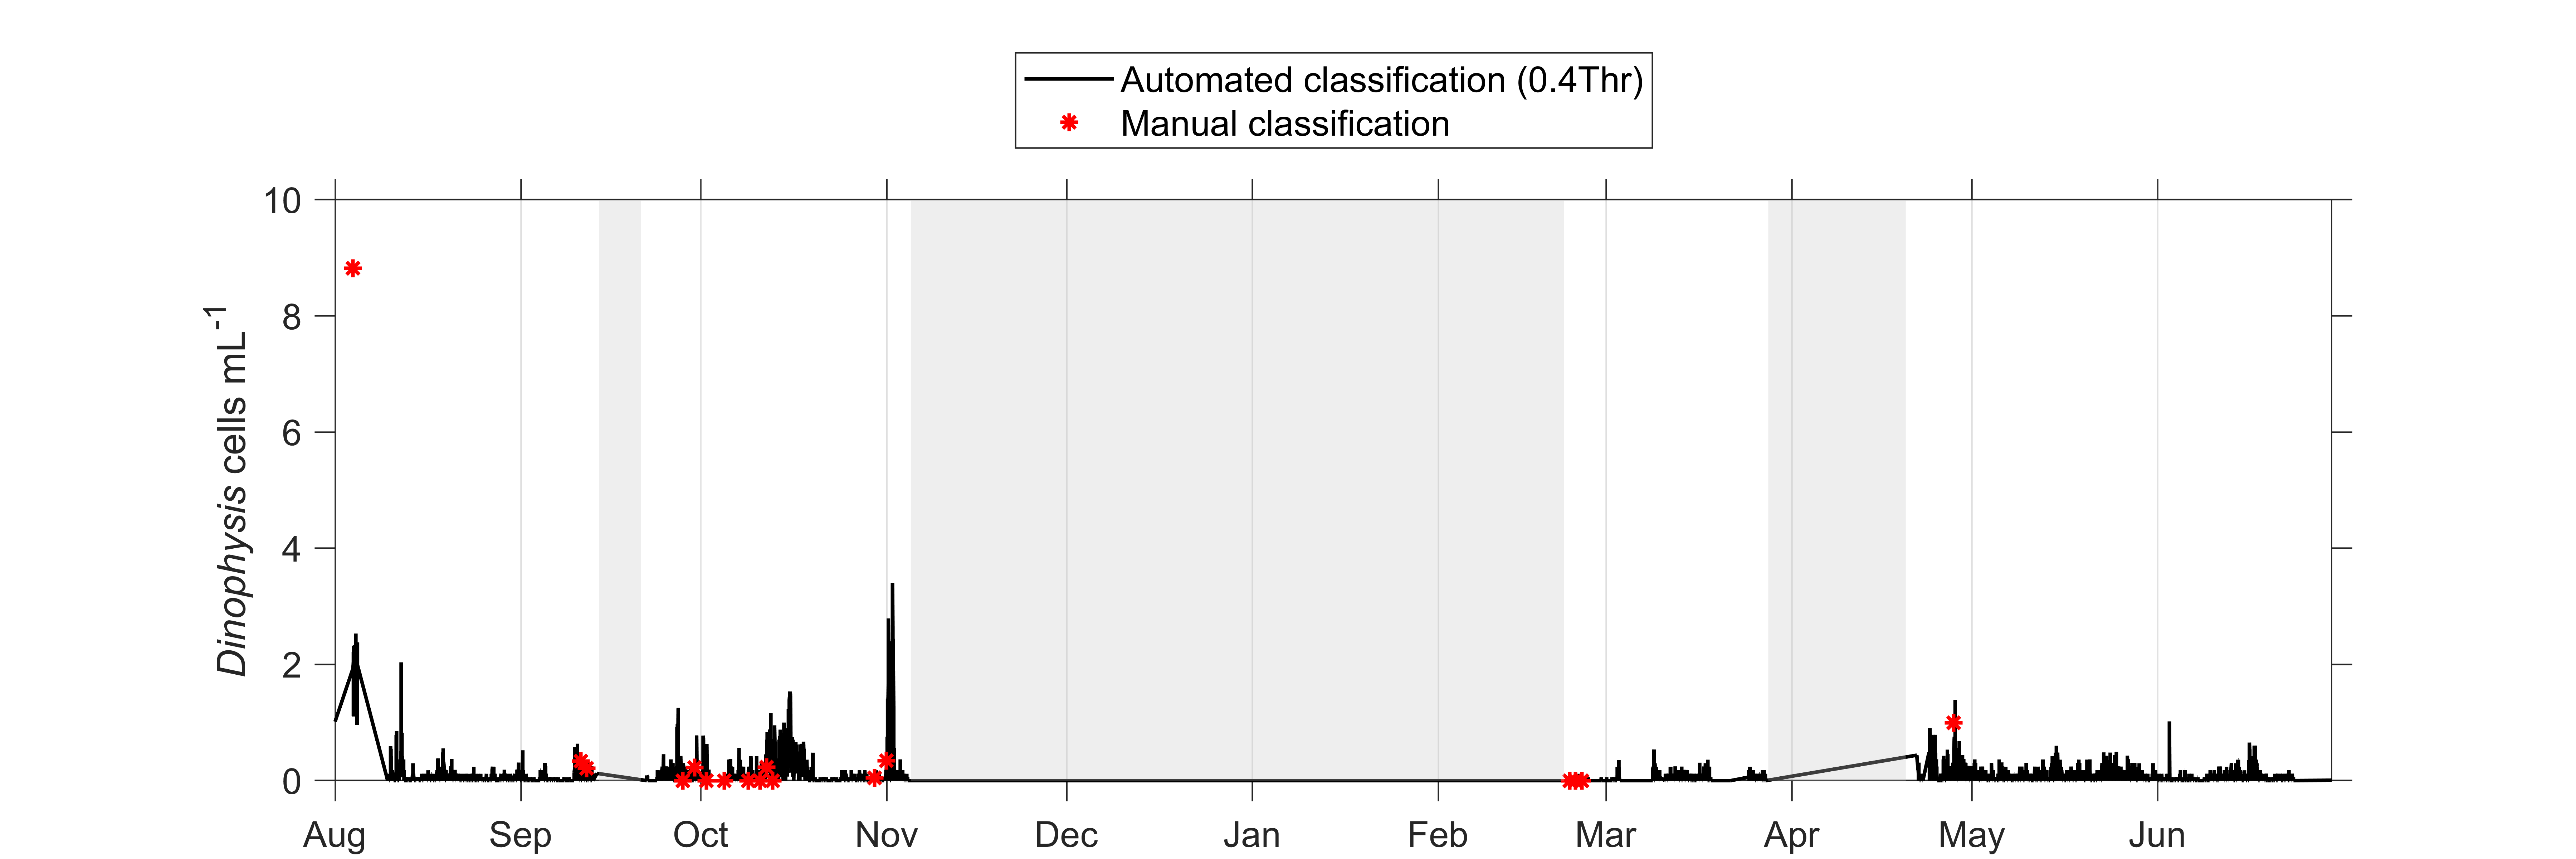 Automated classification (0.4Thr)
Manual classification
10
8
6
4
2
0
Dinophysis cells mL-1
Aug Sep Oct Nov Dec Jan Feb Mar Apr May Jun